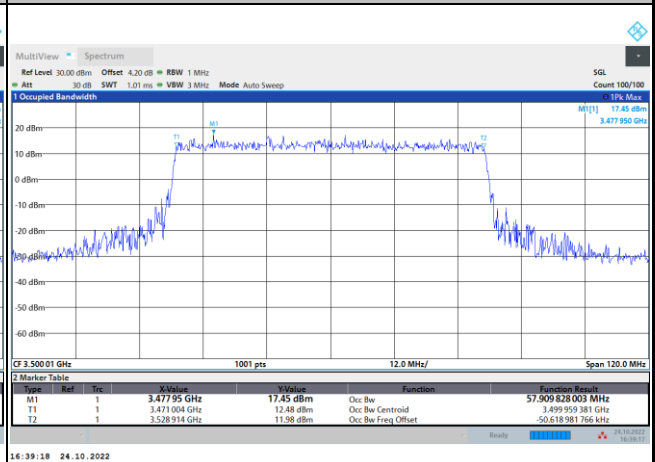 MultiView Spectrum
Ref Level 30.00 dBm Offset 4.20 dB RBW 1 MHz SGL
Att 30 dB SWT 1.01 ms VBW 3 MHz Mode Auto Sweep Count 100/100
1 Occupied Bandwidth 1Pk Max
M1[1] 17.45 dBm
3.477 950 GHz
M1
T1
T2
20 dBm
10 dBm
0 dBm
-10 dBm
-20 dBm
-30 dBm
-40 dBm
-50 dBm
-60 dBm
CF 3.500 01 GHz 1001 pts 12.0 MHz/ Span 120.0 MHz
2 Marker Table
Type Ref Trc X-Value Y-Value Function Function Result
M1 1 3.477 95 GHz 17.45 dBm Occ Bw 57.909 828 003 MHz
T1 1 3.471 004 GHz 12.48 dBm Occ Bw Centroid 3.499 959 381 GHz
T2 1 3.528 914 GHz 11.98 dBm Occ Bw Freq Offset -50.618 981 766 kHz
Ready 24.10.2022
16:39:17
16:39:18 24.10.2022